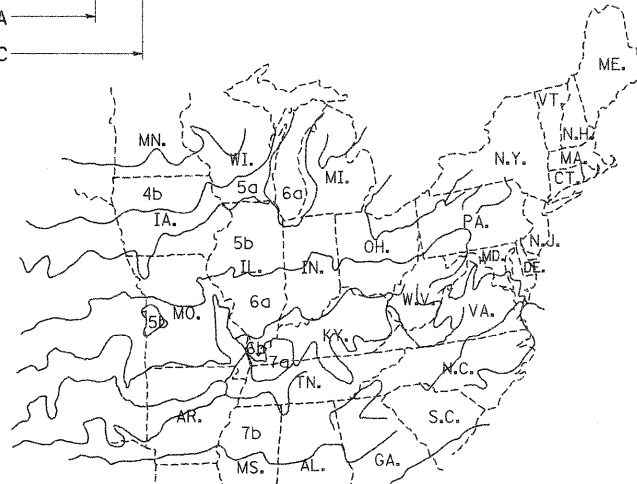 A
C
ME.
VT.
MN.
N.H.
WI.
N.Y.
MA.
MI.
CT.
4b
5a
6a
IA.
PA.
5b
OH.
N.J.
IL.
IN.
MD.
DE.
6a
W.V.
MO.
5b
VA.
KY.
6b
7a
TN.
N.C.
AR.
S.C.
7b
MS.
AL.
GA.